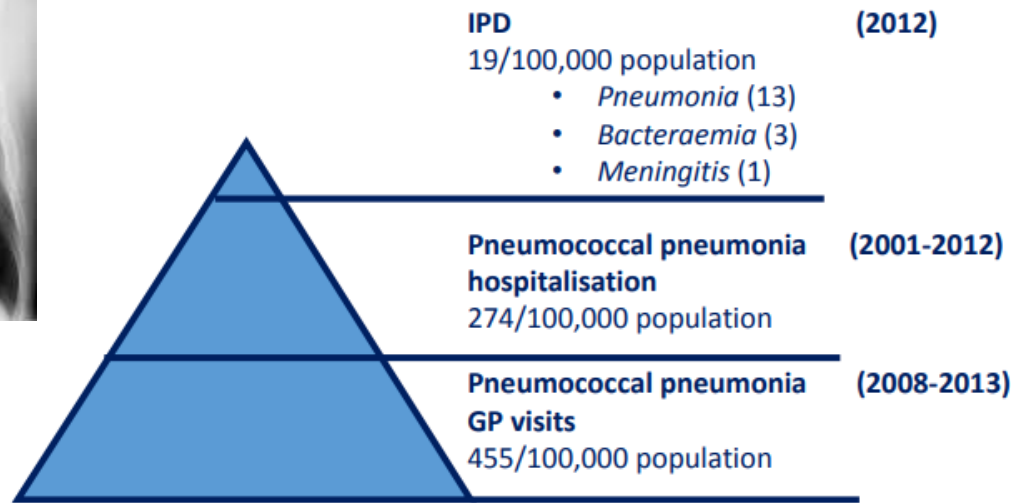 IPD (2012)
19/100,000 population
• Pneumonia (13)
• Bacteraemia (3)
• Meningitis (1)
Pneumococcal pneumonia (2001-2012)
hospitalisation
274/100,000 population
Pneumococcal pneumonia (2008-2013)
GP visits
455/100,000 population